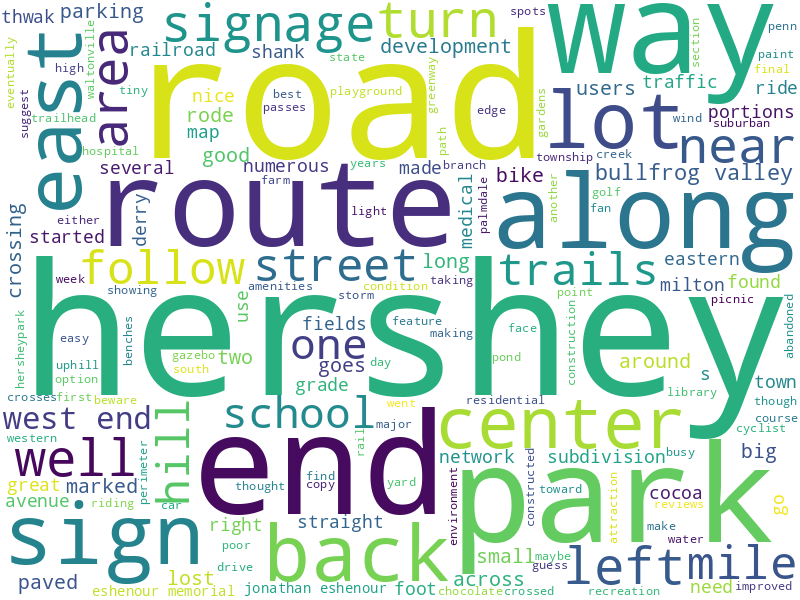 thwak parking
signage
turn
way
spots
penn
road
east
area
railroad
shank
development
section
paint
eventually
high
waltonville
tiny
state
best
nice
passes
playground
greenway
edge
users
traffic
final
ride
suggest
trailhead
rode
map
path
gardens
lot
near
wind
portions
suburban
hospital
good
years
branch
township
creek
several
numerous
made
bike
bullfrog valley
farm
route
along
either
derry
light
medical
palmdale
another
golf
fan
crossing
started
follow
street
long
trails
eastern
week
showing
amenities
condition
taking
milton
found
hershey
storm
point
picnic
abandoned
hersheypark
easy
benches
use
fields
feature
making
face
construction
one
uphill
option
gazebo
two
goes
day
pond
around
south
grade
library
s
town
though
crosses
first
beware
went
major
residential
course
west end
hill
school
end
center
cyclist
western
well
perimeter
rail
network
subdivision
busy
big
great
marked
thought
find
copy
yard
environment
constructed
toward
attraction
cocoa
avenue
riding
car
park
reviews
go
sign
right
straight
make
water
poor
back
small
maybe
left
mile
paved
lost
drive
guess
across
need
eshenour memorial
jonathan eshenour
foot
chocolate
crossed
recreation
improved